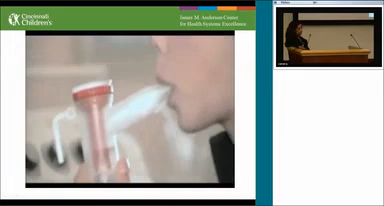 Cincinnati
Children's
James M. Anderson Center
for Health Systems Excellence